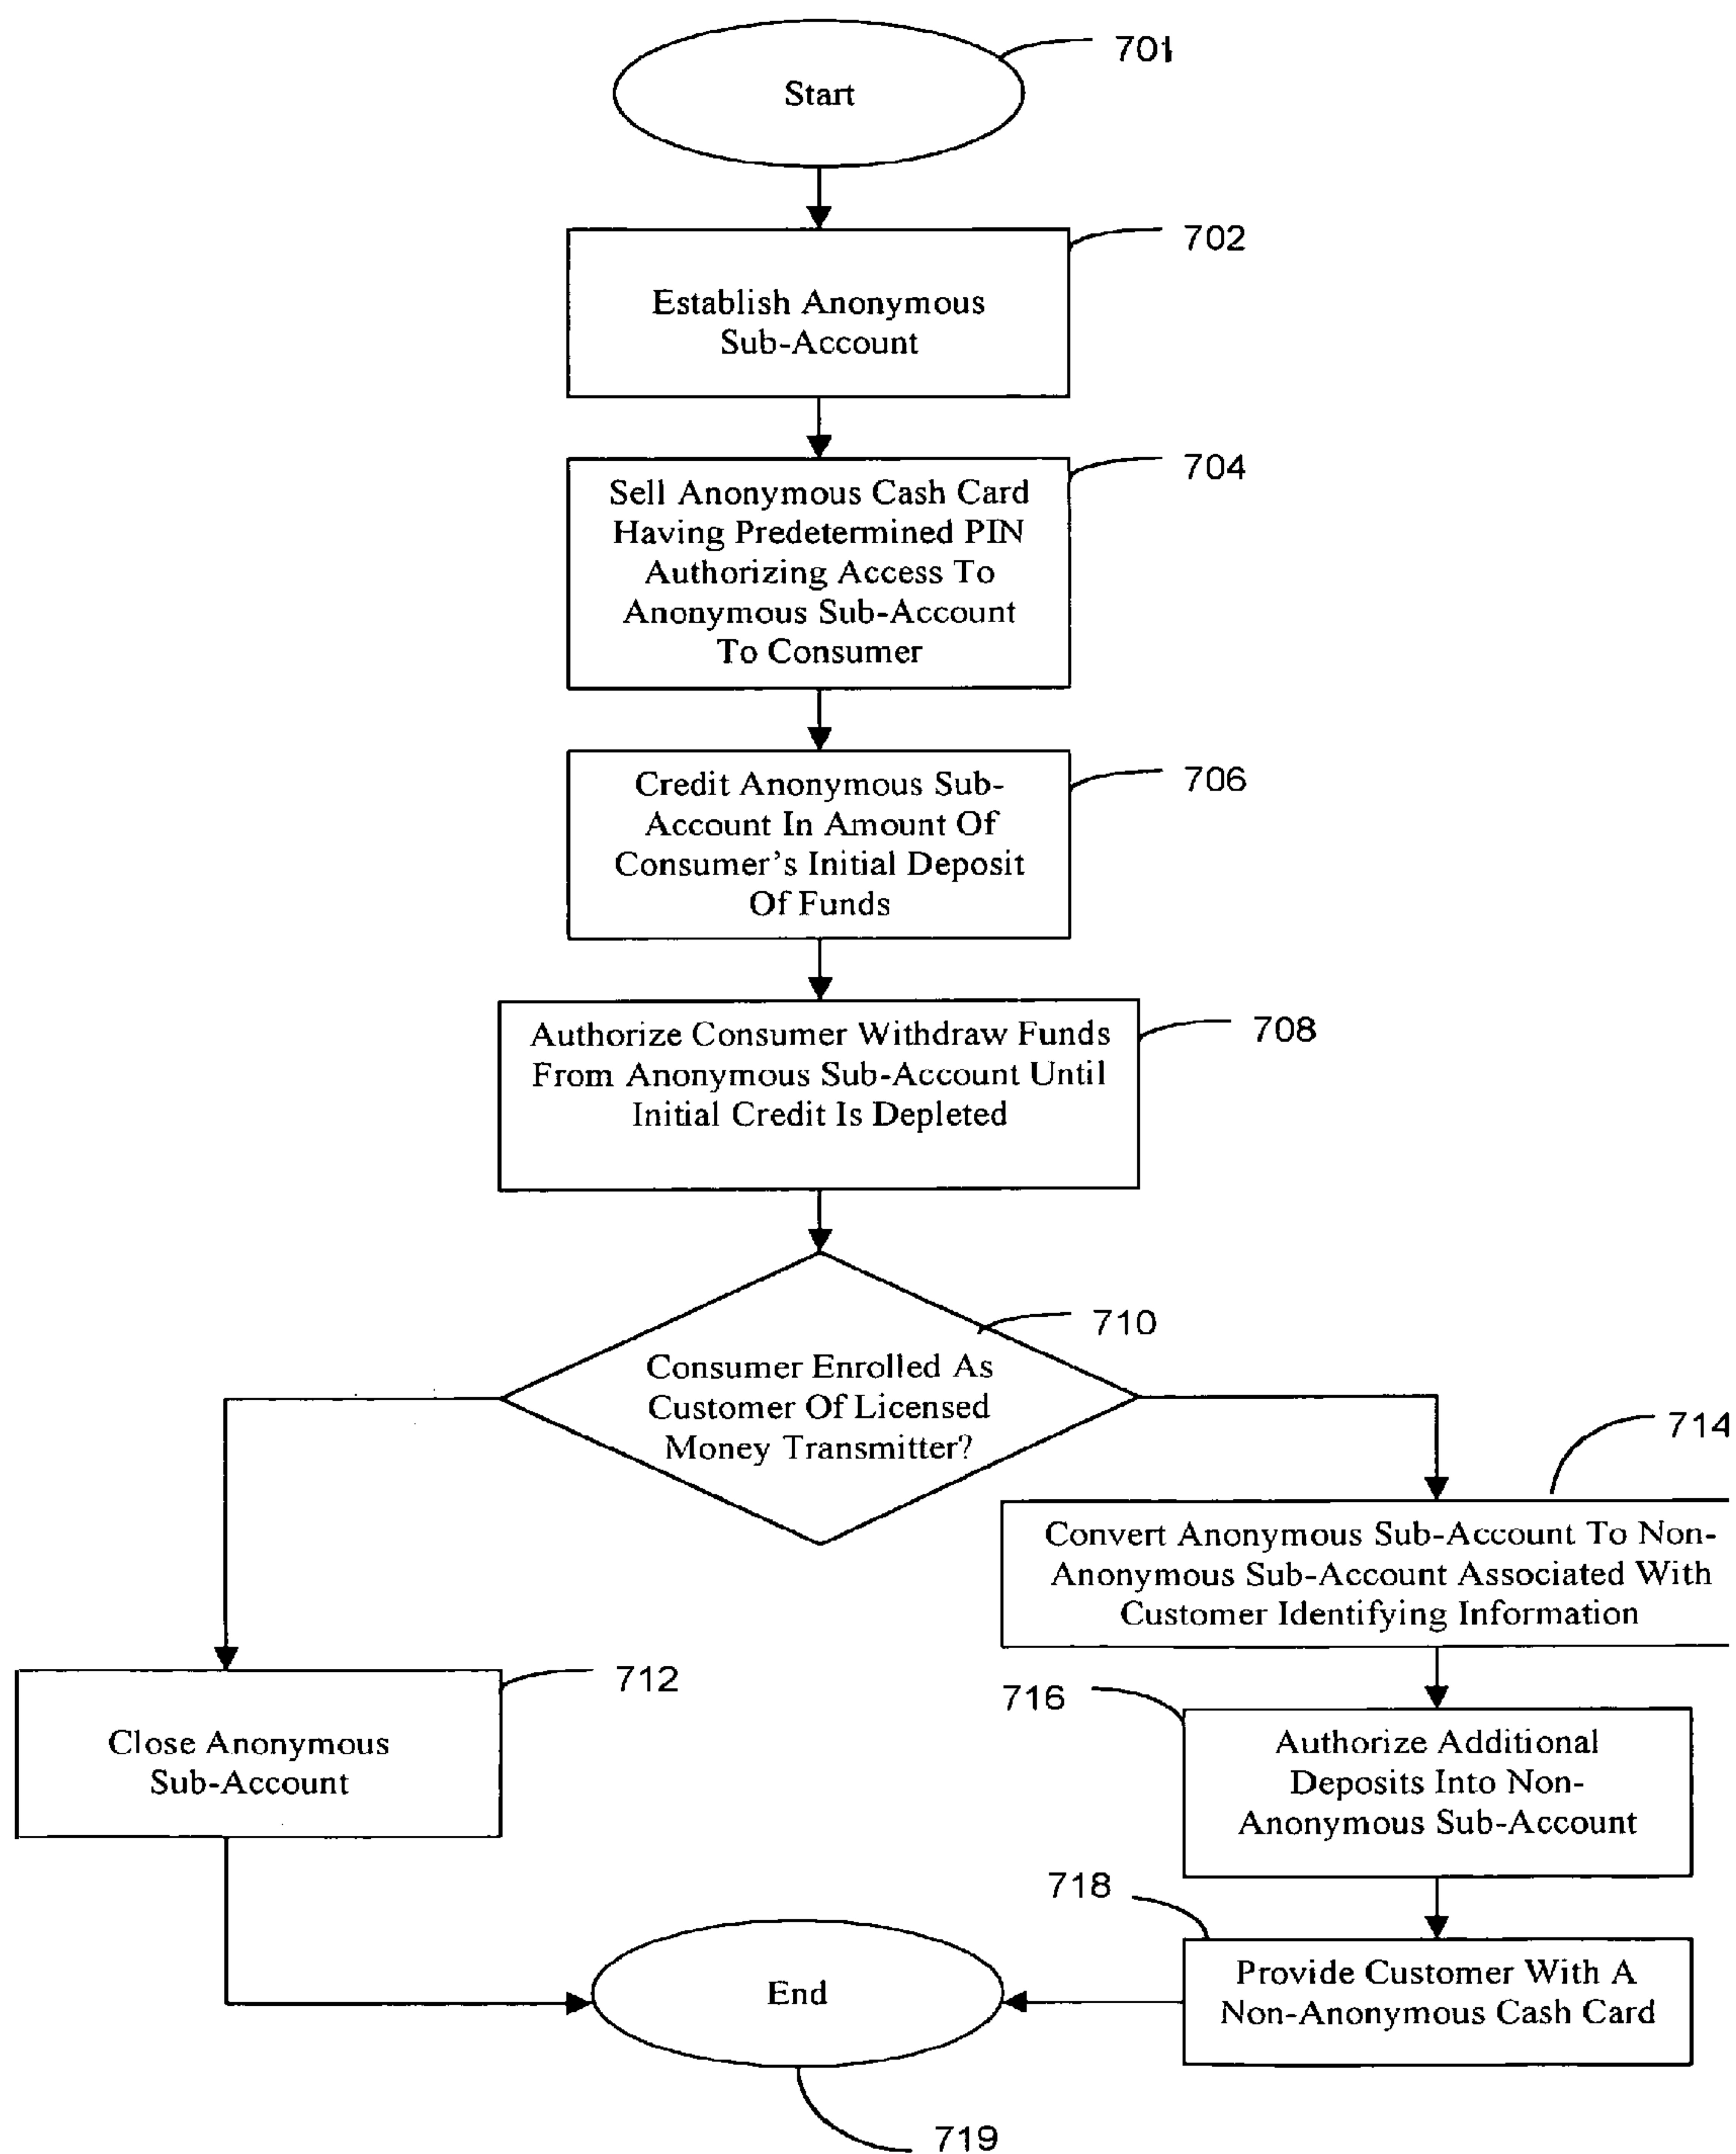 701
Start
702
Establish Anonymous
Sub-Account
704
Sell Anonymous Cash Card
Having Predetermined PIN
Authorizing Access To
Anonymous Sub-Account
To Consumer
706
Credit Anonymous Sub-
Account In Amount Of
Consumer's Initial Deposit
Of Funds
708
Authorize Consumer Withdraw Funds
From Anonymous Sub-Account Until
Initial Credit Is Depleted
710
Consumer Enrolled As
Customer Of Licensed
Money Transmitter?
714
Convert Anonymous Sub-Account To Non-
Anonymous Sub-Account Associated With
Customer Identifying Information
712
Close Anonymous
Sub-Account
716
Authorize Additional
Deposits Into Non-
Anonymous Sub-Account
718
Provide Customer With A
Non-Anonymous Cash Card
End
719